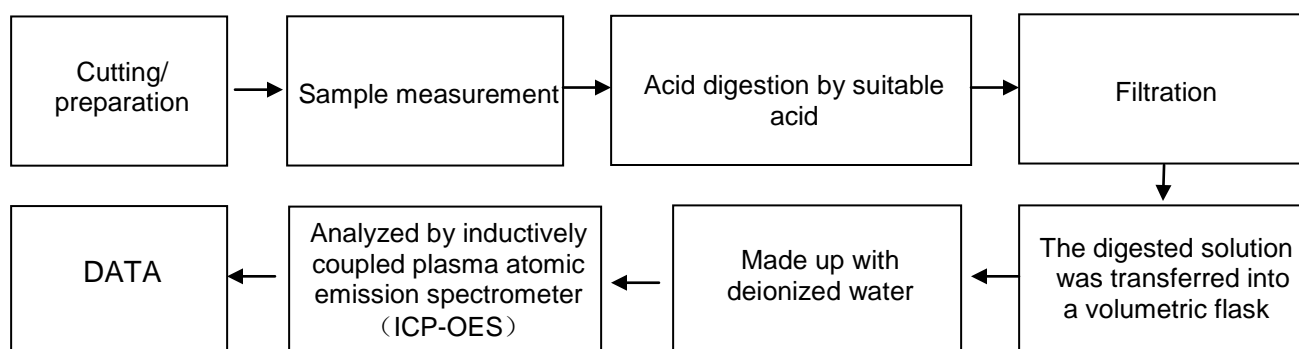 Cutting/
preparation
Sample measurement
Acid digestion by suitable
acid
Filtration
The digested solution
was transferred into
a volumetric flask
Made up with
deionized water
Analyzed by inductively
coupled plasma atomic
emission spectrometer
（ICP-OES）
DATA